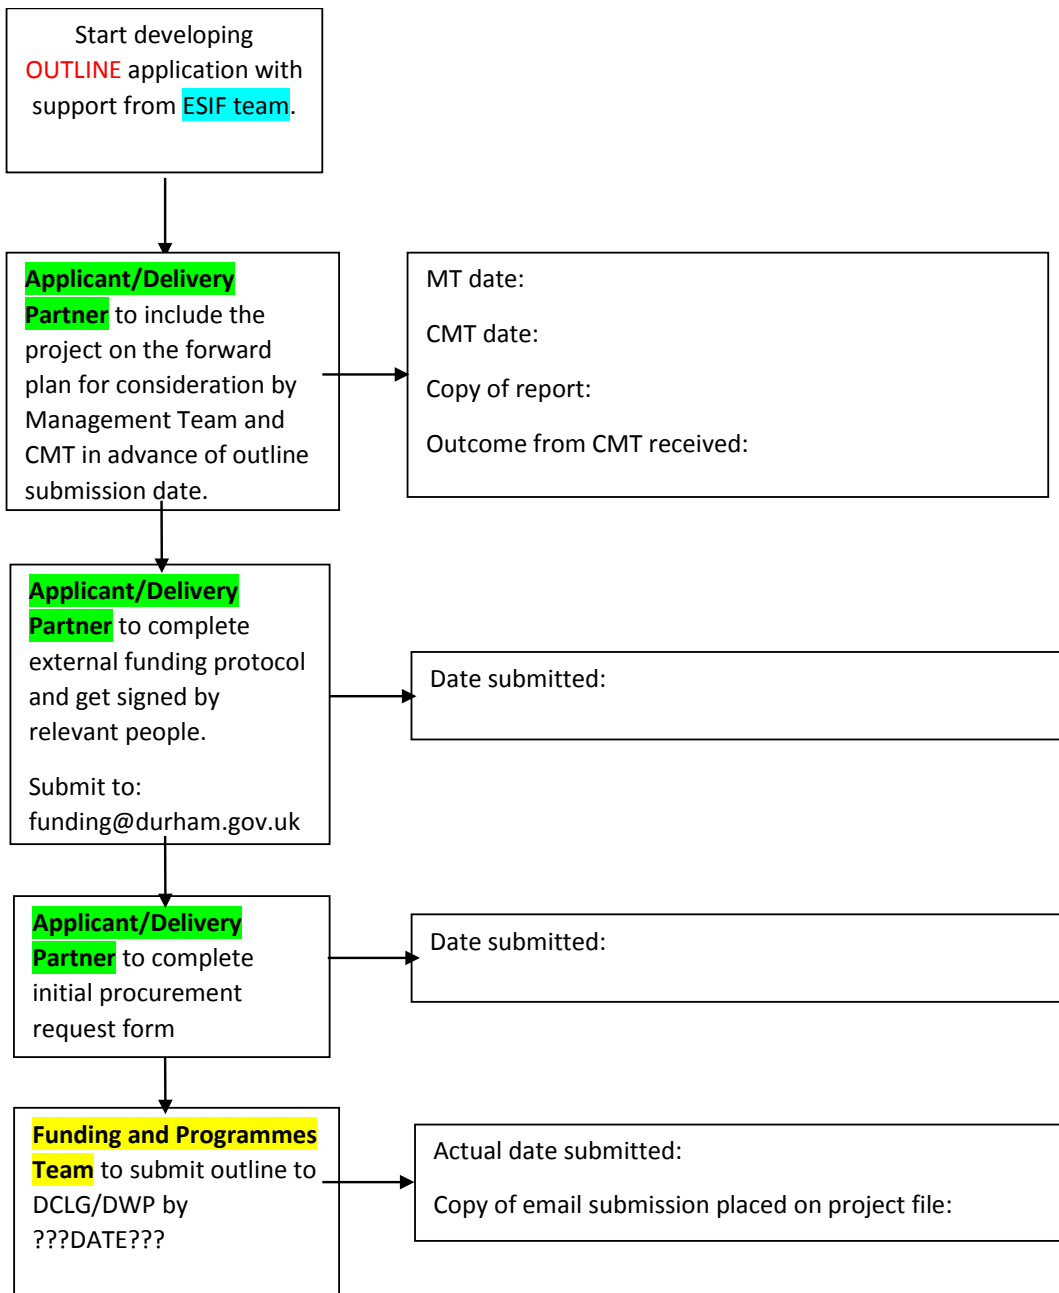 Start developing
OUTLINE application with
support from ESIF team.
Applicant/Delivery
Partner to include the
project on the forward
plan for consideration by
Management Team and
CMT in advance of outline
submission date.
MT date:
CMT date:
Copy of report:
Outcome from CMT received:
Applicant/Delivery
Partner to complete
external funding protocol
and get signed by
relevant people.
Submit to:
funding@durham.gov.uk
Date submitted:
Applicant/Delivery
Partner to complete
initial procurement
request form
Date submitted:
Funding and Programmes
Team to submit outline to
DCLG/DWP by
???DATE???
Actual date submitted:
Copy of email submission placed on project file: